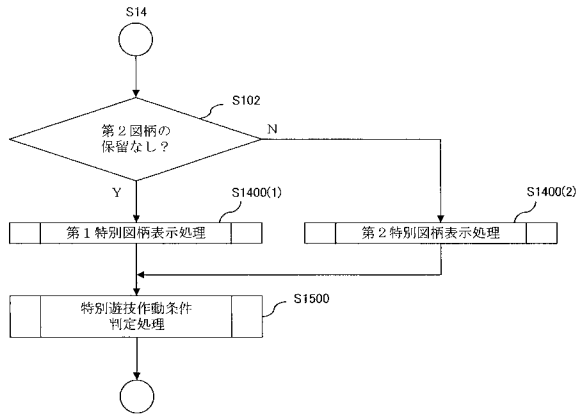 S14
S102
第２図柄の
保留なし？
N
Y
S1400(1)
S1400(2)
第１特別図柄表示処理
第２特別図柄表示処理
S1500
特別遊技作動条件
判定処理